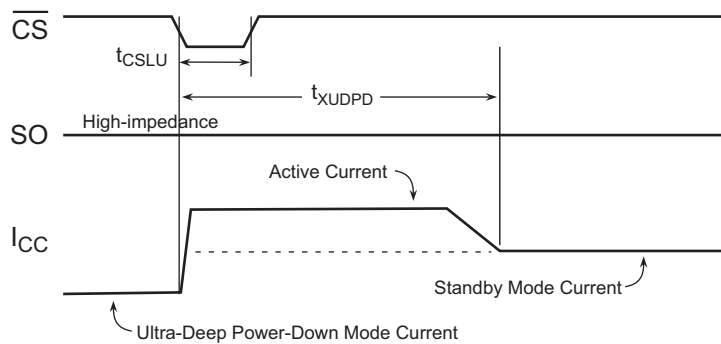 CS
tCSLU
tXUDPD
High-impedance
SO
Active Current
ICC
Standby Mode Current
Ultra-Deep Power-Down Mode Current